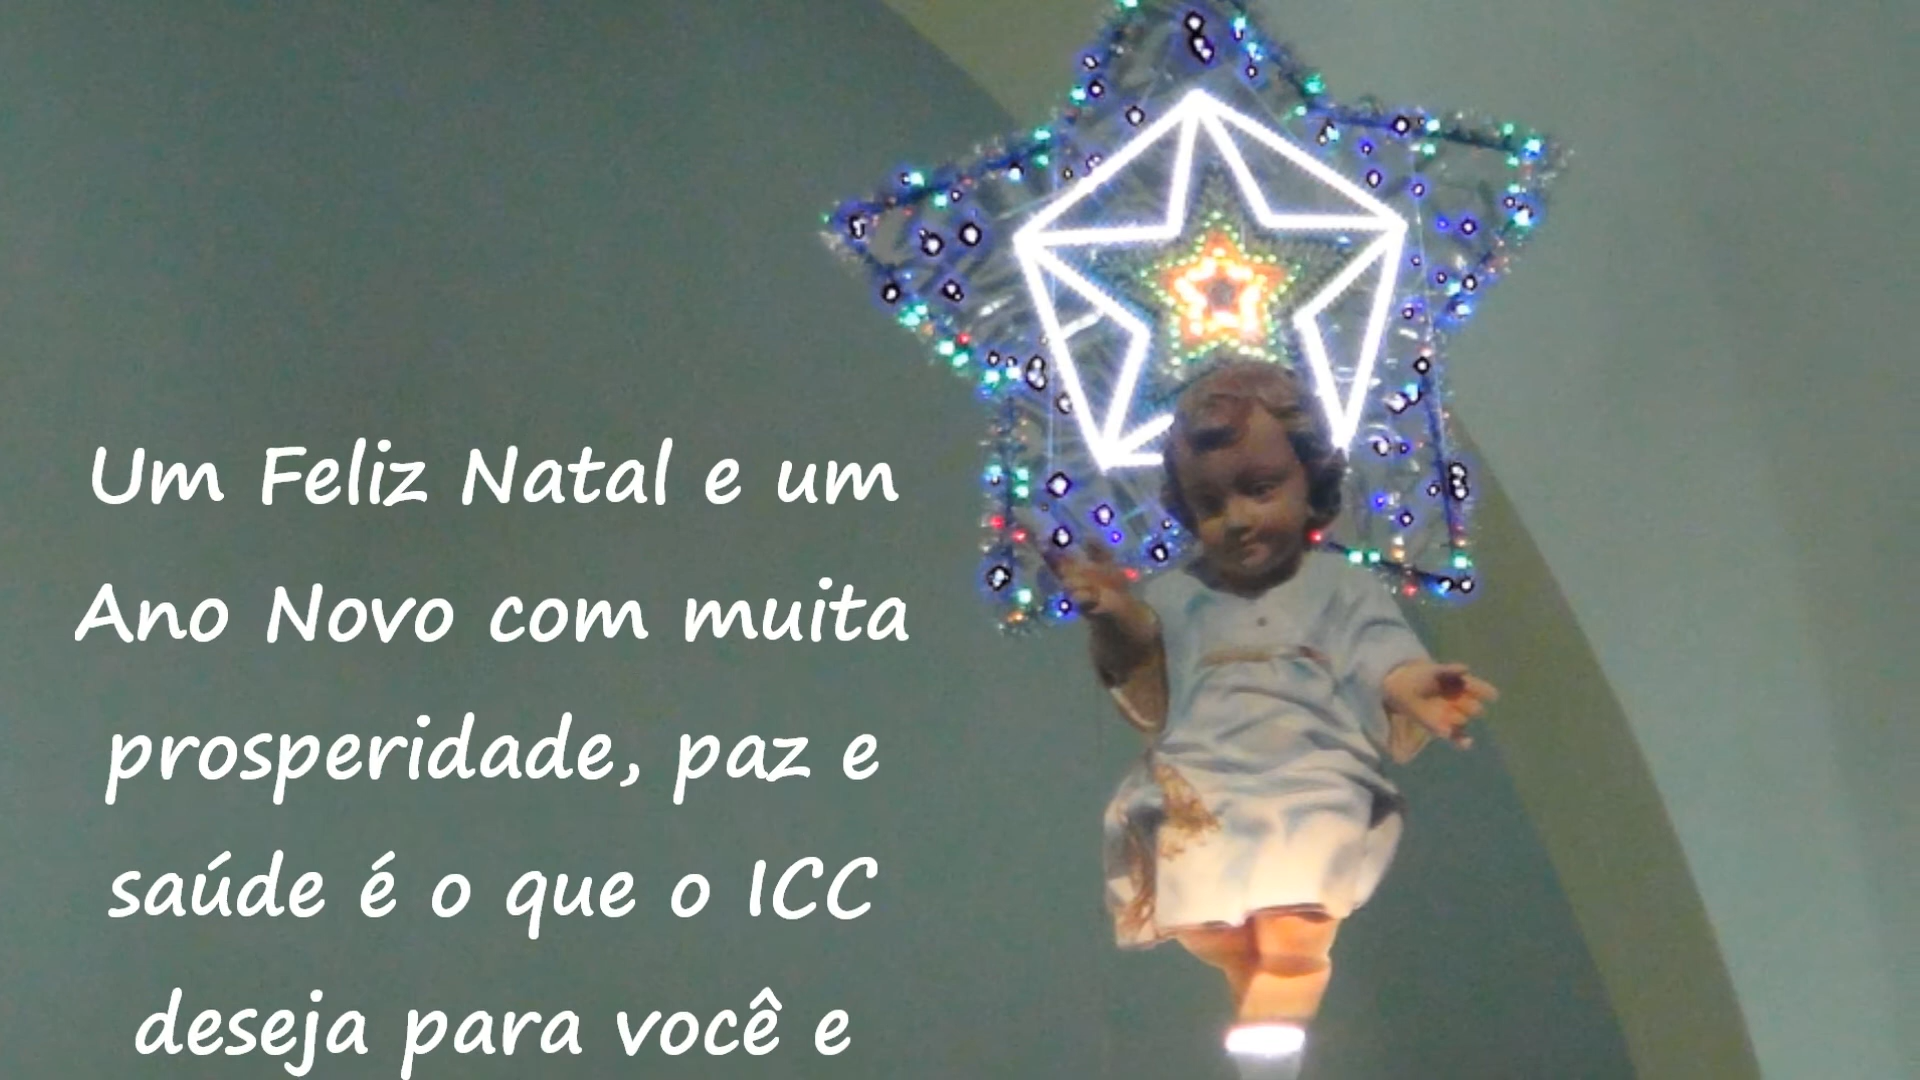 Um Feliz Natal e um
Ano Novo com muita
prosperidade, paz e
saúde é o que o ICC
deseja para você e